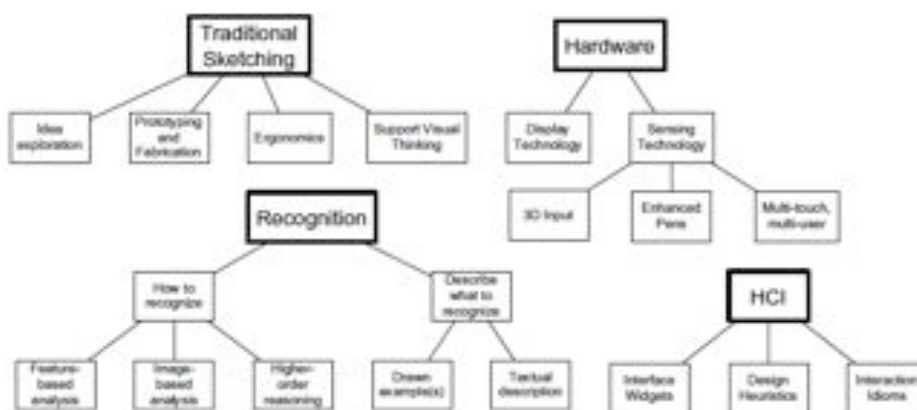 Traditional
Sketching
Idea
exploration
Prototyping
and
Fabrication
Ergonomics
Support Visual
Thinking
Hardware
Display
Technology
Sensing
Technology
3D Input
Enhanced
Pens
Multi-touch,
multi-user
Recognition
How to
recognize
Describe
what to
recognize
Feature-
based
analysis
Image-
based
analysis
Higher-
order
reasoning
Drawn
example(s)
Textual
description
HCI
Interface
Widgets
Design
Heuristics
Interaction
Idioms